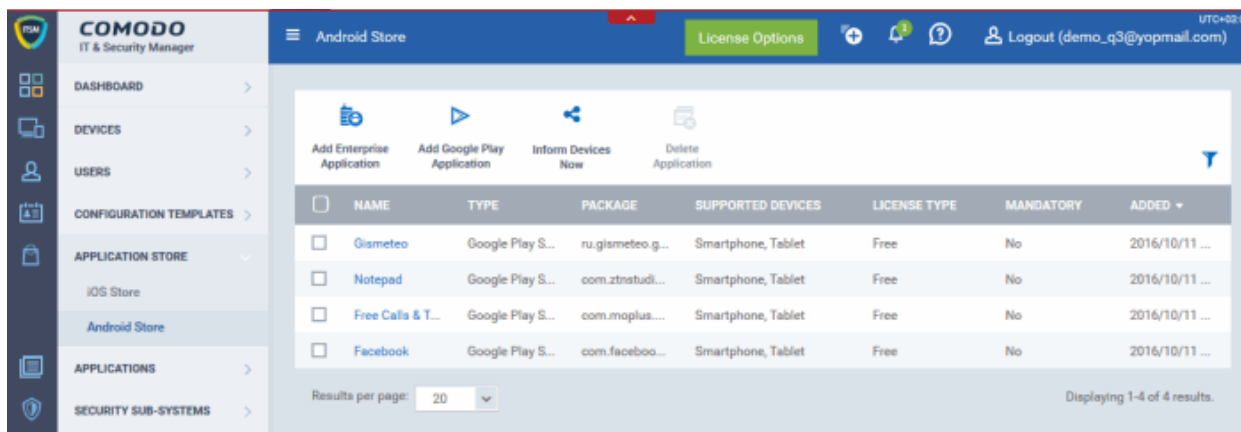 ITSM
COMODO
IT & Security Manager
Android Store
License Options
Logout (demo_q3@yopmail.com)
DASHBOARD
DEVICES
USERS
CONFIGURATION TEMPLATES
APPLICATION STORE
iOS Store
Android Store
APPLICATIONS
SECURITY SUB-SYSTEMS
Add Enterprise
Application
Add Google Play
Application
Inform Devices
Now
Delete
Application
NAME TYPE PACKAGE SUPPORTED DEVICES LICENSE TYPE MANDATORY ADDED
Gismeteo Google Play S... ru.gismeteo.g... Smartphone, Tablet Free No 2016/10/11 ...
Notepad Google Play S... com.ztnstudi... Smartphone, Tablet Free No 2016/10/11 ...
Free Calls & T... Google Play S... com.moplus.... Smartphone, Tablet Free No 2016/10/11 ...
Facebook Google Play S... com.faceboo... Smartphone, Tablet Free No 2016/10/11 ...
Results per page: 20
Displaying 1-4 of 4 results.